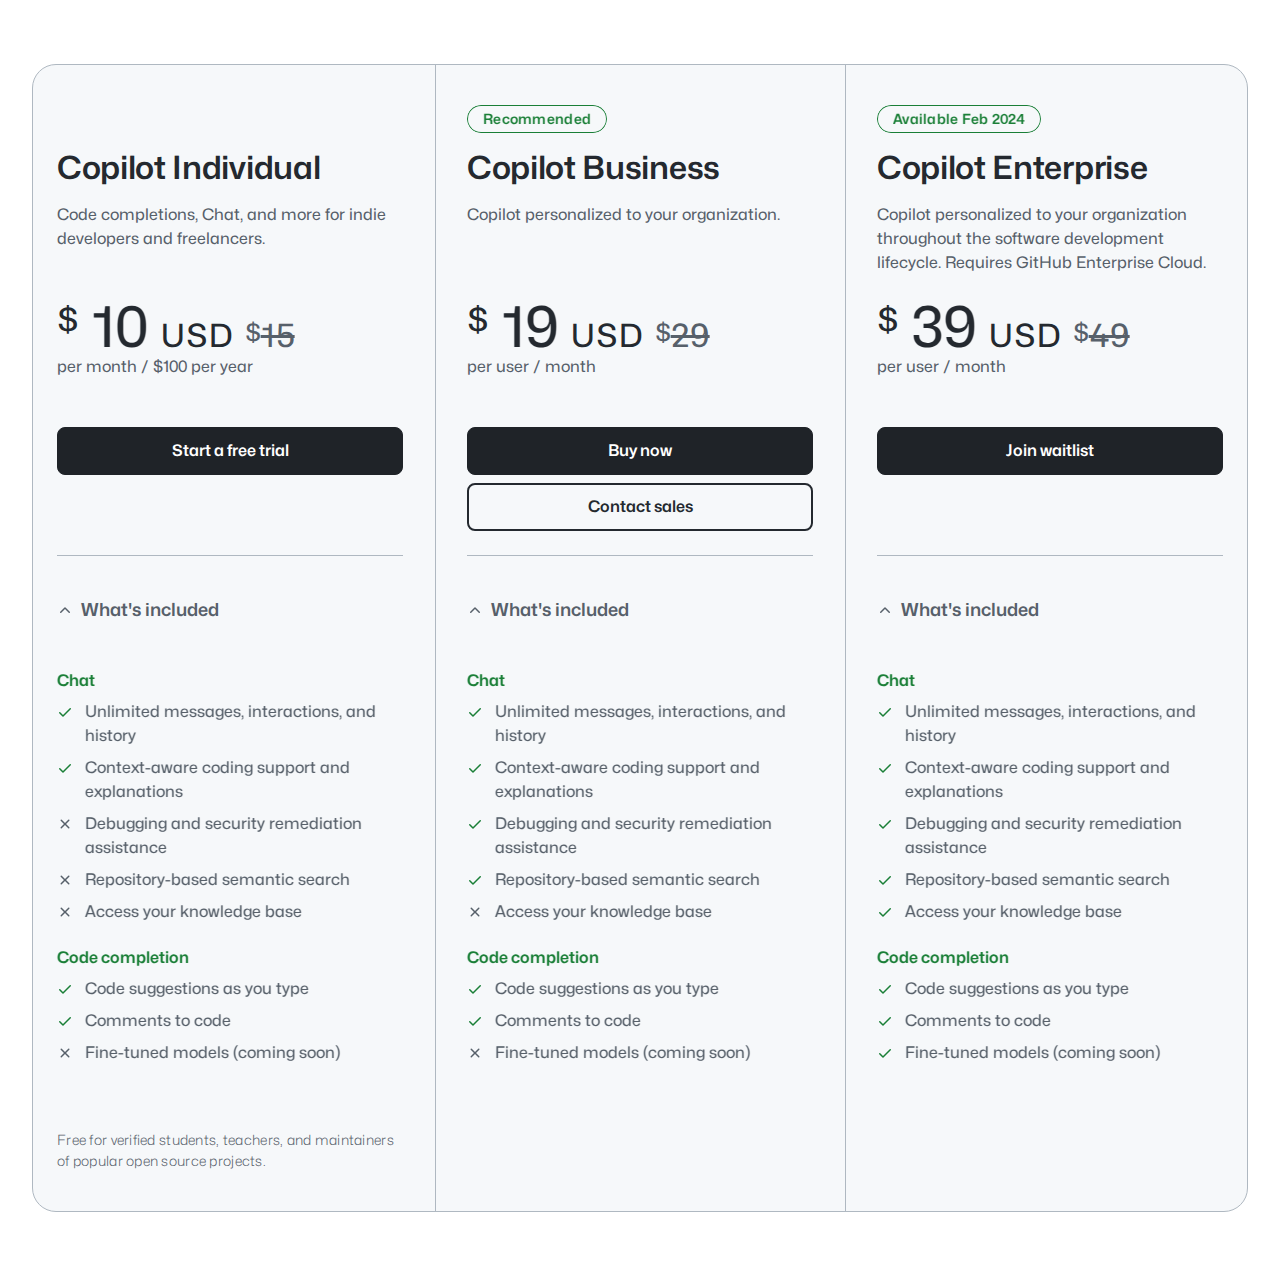 Copilot Individual
Code completions, Chat, and more for indie
developers and freelancers.
$ 10 USD $15
per month / $100 per year
Start a free trial
What's included
Chat
Unlimited messages, interactions, and
history
Context-aware coding support and
explanations
Debugging and security remediation
assistance
Repository-based semantic search
Access your knowledge base
Code completion
Code suggestions as you type
Comments to code
Fine-tuned models (coming soon)
Free for verified students, teachers, and maintainers
of popular open source projects.
Recommended
Copilot Business
Copilot personalized to your organization.
$ 19 USD $29
per user / month
Buy now
Contact sales
What's included
Chat
Unlimited messages, interactions, and
history
Context-aware coding support and
explanations
Debugging and security remediation
assistance
Repository-based semantic search
Access your knowledge base
Code completion
Code suggestions as you type
Comments to code
Fine-tuned models (coming soon)
Available Feb 2024
Copilot Enterprise
Copilot personalized to your organization
throughout the software development
lifecycle. Requires GitHub Enterprise Cloud.
$ 39 USD $49
per user / month
Join waitlist
What's included
Chat
Unlimited messages, interactions, and
history
Context-aware coding support and
explanations
Debugging and security remediation
assistance
Repository-based semantic search
Access your knowledge base
Code completion
Code suggestions as you type
Comments to code
Fine-tuned models (coming soon)